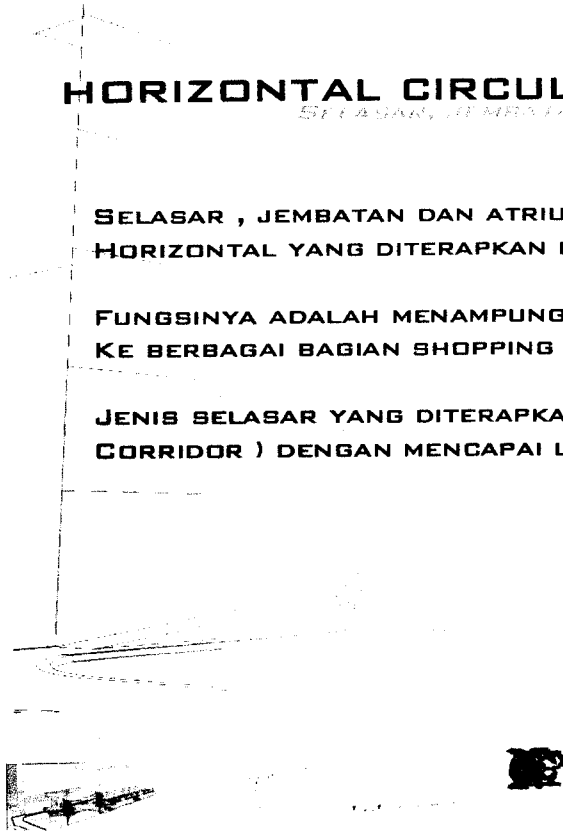 HORIZONTAL CIRCUL
SELASAR,
SELASAR , JEMBATAN DAN ATRIU
HORIZONTAL YANG DITERAPKAN
FUNGSINYA ADALAH MENAMPUNG
KE BERBAGAI BAGIAN SHOPPING
JENIS SELASAR YANG DITERAPKA
CORRIDOR ) DENGAN MENCAPAI L